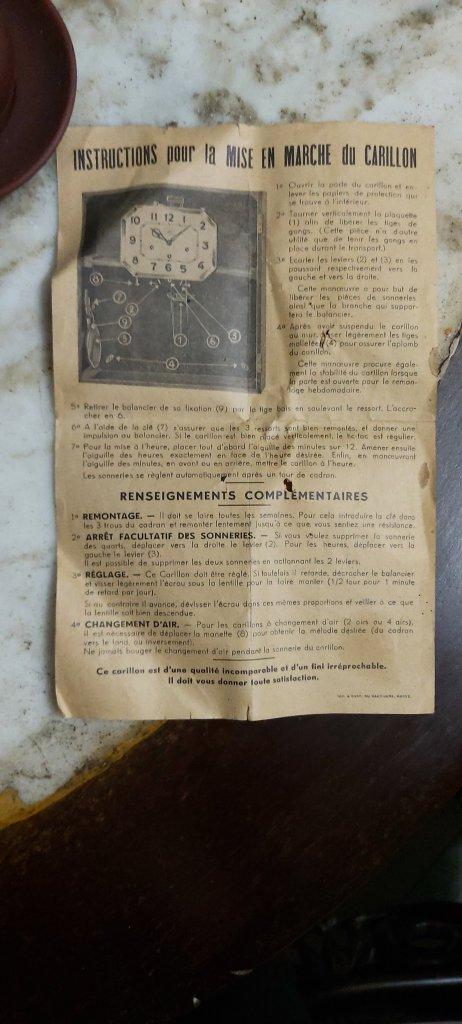 INSTRUCTIONS pour la MISE EN MARCHE du CARILLON
1º Ouvrir la porte du carillon et en-
lever les papiers de protection qui
se trouve à l'intérieur.
2º Tourner verticalement la plaquette
(1) afin de libérer les tiges de
gongs. (Cette pièce n'a d'autre
utilité que de tenir les gongs en
place durant le transport.)
3º Ecarter les leviers (2) et (3) en les
poussant respectivement vers la
gauche et vers la droite.
Cette manœuvre a pour but de
libérer les pièces de sonneries
ainsi que la branche qui suppor-
tera le balancier.
4º Après avoir suspendu le carillon
au mur, légèrement les tiges
(4) pour assurer l'aplomb
du carillon.
Cette manœuvre procure égale-
ment la stabilité du carillon lorsque
la porte est ouverte pour le remon-
tage hebdomadaire.
5º Retirer le balancier de sa fixation (9) par la tige bois en soulevant le ressort. L'accro-
cher en 6.
6º A l'aide de la clé (7) s'assurer que les 3 ressorts sont bien remontés, et donner une
impulsion au balancier. Si le carillon est bien placé verticalement, le tic-tac est régulier.
7º Pour la mise à l'heure, placer tout d'abord l'aiguille des minutes sur 12. Amener ensuite
l'aiguille des heures exactement en face de l'heure désirée. Enfin, en manœuvrant
l'aiguille des minutes, en avant ou en arrière, mettre le carillon à l'heure.
Les sonneries se règlent automatiquement après un tour de cadran.
RENSEIGNEMENTS COMPLÉMENTAIRES
1º REMONTAGE. — Il doit se faire toutes les semaines. Pour cela introduire la clé dans
les 3 trous du cadran et remonter lentement jusqu'à ce que vous sentiez une résistance.
2º ARRÊT FACULTATIF DES SONNERIES. — Si vous voulez supprimer la sonnerie
des quarts, déplacer vers la droite le levier (2). Pour les heures, déplacer vers la
gauche le levier (3).
Il est possible de supprimer les deux sonneries en actionnant les 2 leviers.
3º RÉGLAGE. — Ce Carillon doit être réglé. Si toutefois il retarde, décrocher le balancier
et visser légèrement l'écrou sous la lentille pour la faire monter (1/2 tour pour 1 minute
de retard par jour).
Si au contraire il avance, dévisser l'écrou dans ces mêmes proportions et veiller à ce que
la lentille soit bien descendue.
4º CHANGEMENT D'AIR. — Pour les carillons à changement d'air (2 airs ou 4 airs),
il est nécessaire de déplacer la manette (8) pour obtenir la mélodie désirée (du cadran
vers le fond, ou inversement).
Ne jamais bouger le changement d'air pendant la sonnerie du carillon.
Ce carillon est d'une qualité incomparable et d'un fini irréprochable.
Il doit vous donner toute satisfaction.